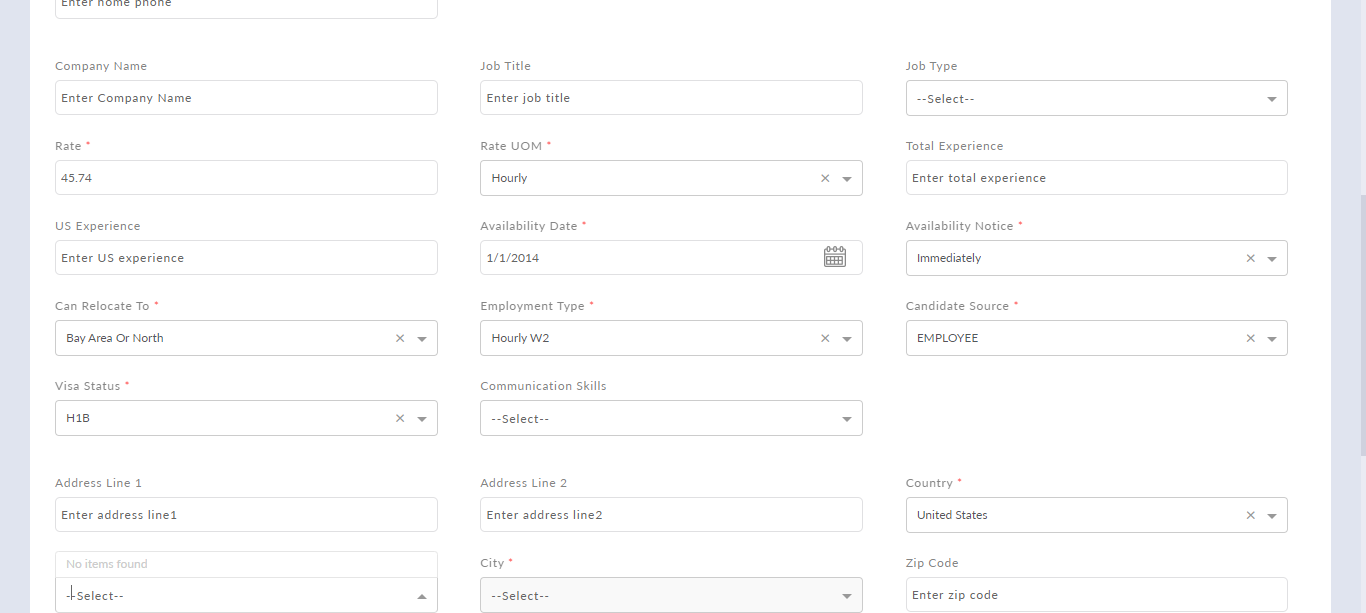 Enter home phone
Company Name
Job Title
Job Type
Enter Company Name
Enter job title
--Select--
Rate *
Rate UOM *
Total Experience
45.74
Hourly
Enter total experience
US Experience
Availability Date *
Availability Notice *
Enter US experience
1/1/2014
Immediately
Can Relocate To *
Employment Type *
Candidate Source *
Bay Area Or North
Hourly W2
EMPLOYEE
Visa Status *
Communication Skills
H1B
--Select--
Address Line 1
Address Line 2
Country *
Enter address line1
Enter address line2
United States
No items found
City *
Zip Code
--Select--
--Select--
Enter zip code